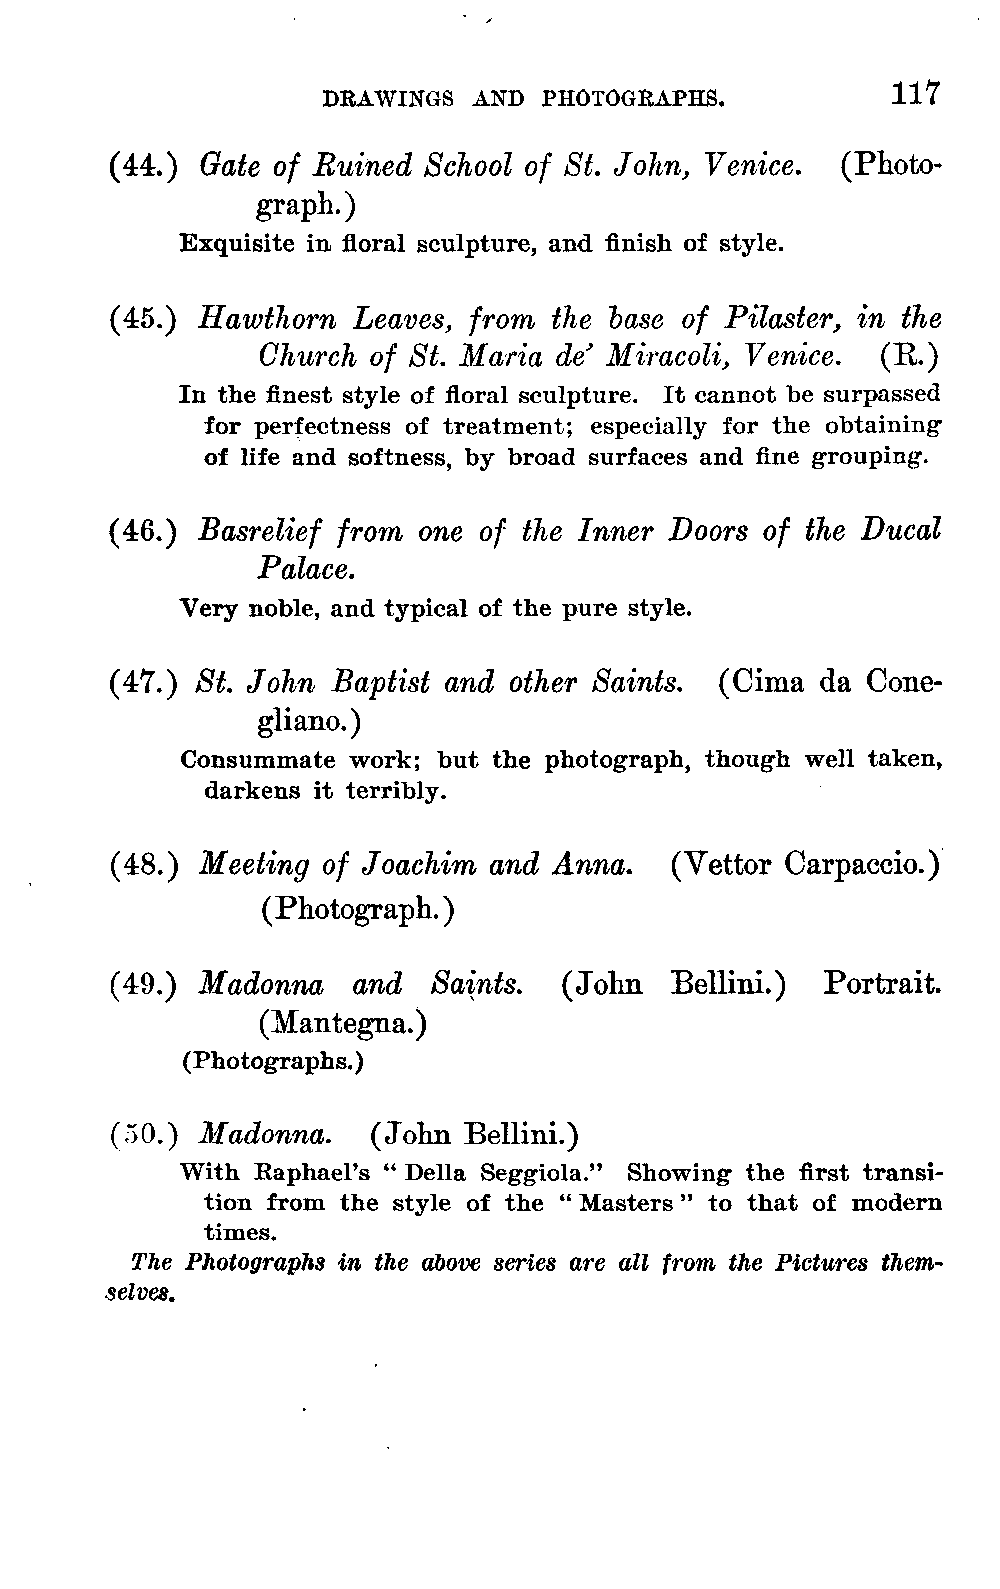 DRAWINGS AND PHOTOGRAPHS. 117
(44.) Gate of Ruined School of St. John, Venice. (Photo-
graph.)
Exquisite in floral sculpture, and finish of style.
(45.) Hawthorn Leaves, from the base of Pilaster, in the
Church of St. Maria de' Miracoli, Venice. (R.)
In the finest style of floral sculpture. It cannot be surpassed
for perfectness of treatment; especially for the obtaining
of life and softness, by broad surfaces and fine grouping.
(46.) Basrelief from one of the Inner Doors of the Ducal
Palace.
Very noble, and typical of the pure style.
(47.) St. John Baptist and other Saints. (Cima da Cone-
gliano.)
Consummate work; but the photograph, though well taken,
darkens it terribly.
(48.) Meeting of Joachim and Anna. (Vettor Carpaccio.)
(Photograph.)
(49.) Madonna and Saints. (John Bellini.) Portrait.
(Mantegna.)
(Photographs.)
(50.) Madonna. (John Bellini.)
With Raphael's "Della Seggiola." Showing the first transi-
tion from the style of the "Masters" to that of modern
times.
The Photographs in the above series are all from the Pictures them-
selves.